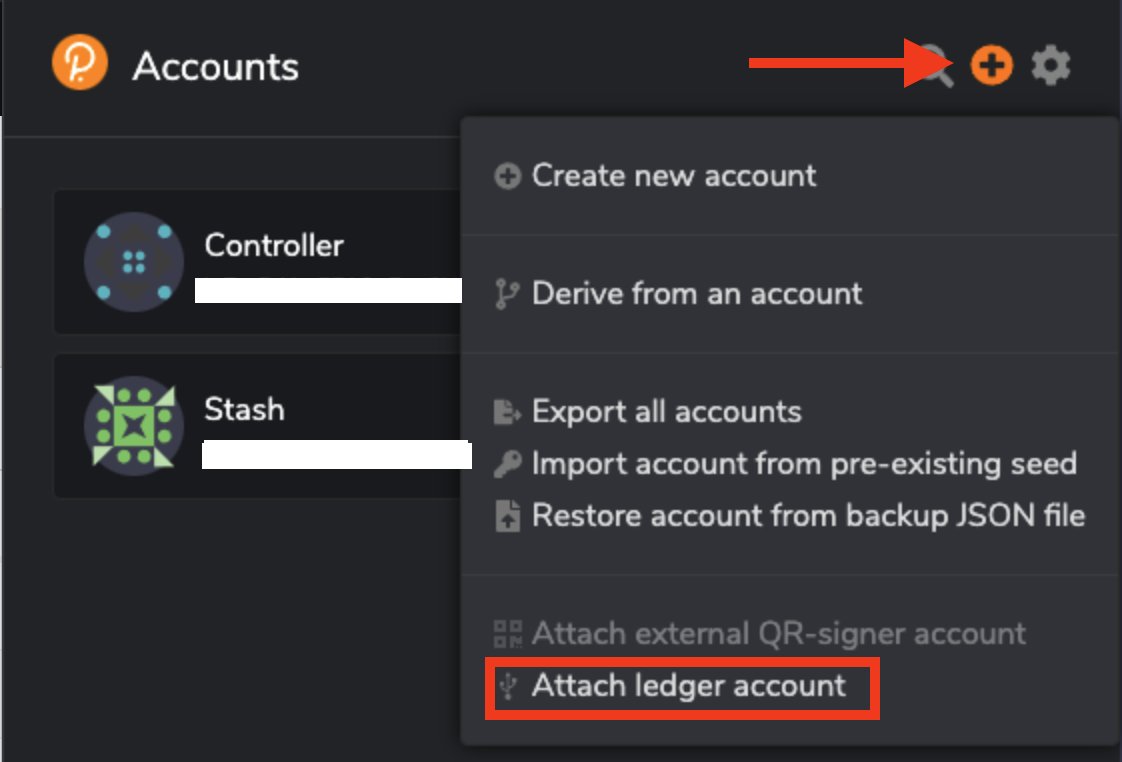 Accounts
Create new account
Controller
Derive from an account
Stash
Export all accounts
Import account from pre-existing seed
Restore account from backup JSON file
Attach external QR-signer account
Attach ledger account